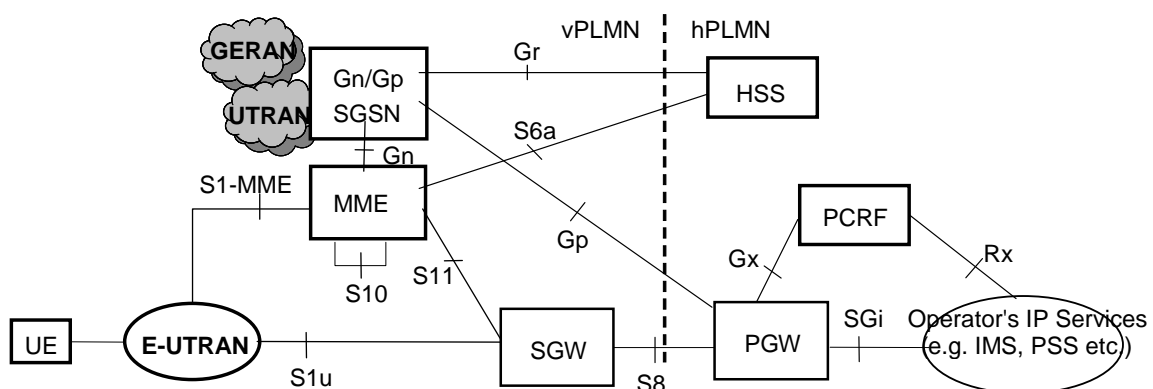 vPLMN
hPLMN
GERAN
Gr
Gn/Gp
SGSN
HSS
UTRAN
S6a
Gn
S1-MME
MME
PCRF
Gp
Gx
Rx
S10
S11
SGi
Operator's IP Services
e.g. IMS, PSS etc.)
UE
E-UTRAN
SGW
PGW
S1u
S8